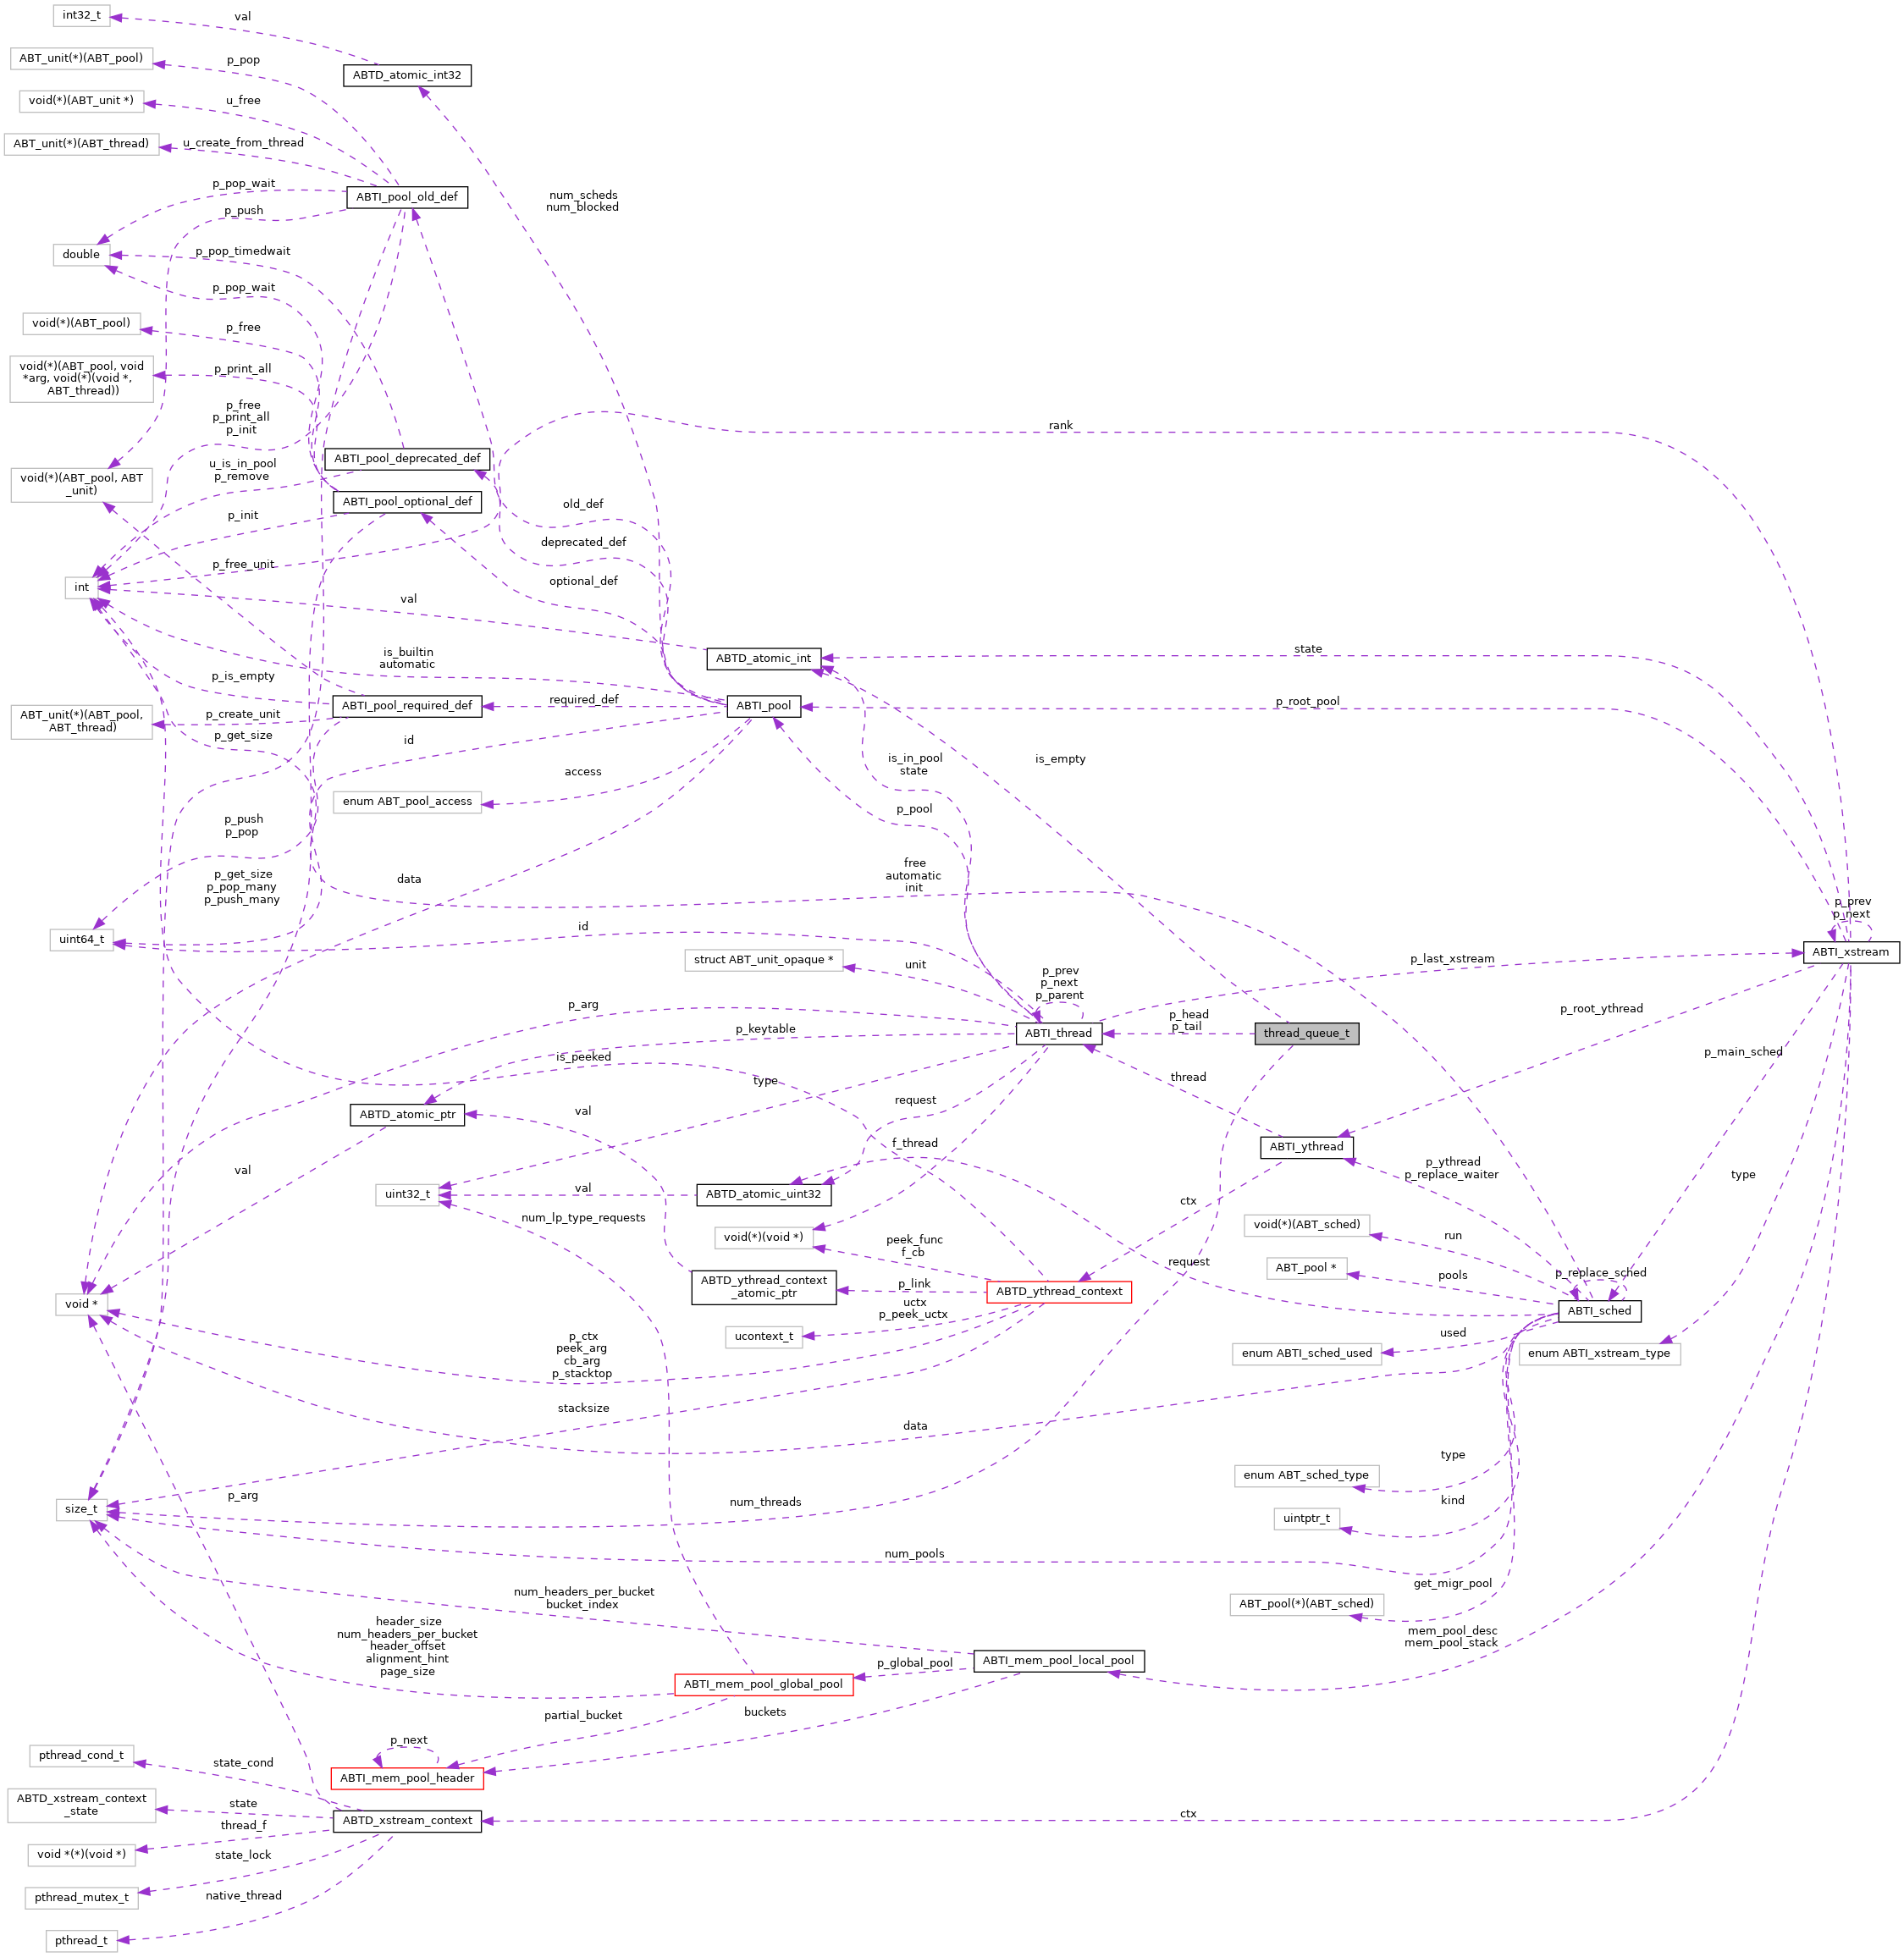 int32_t
val
ABT_unit(*)(ABT_pool)
p_pop
ABTD_atomic_int32
void(*)(ABT_unit *)
u_free
ABT_unit(*)(ABT_thread)
u_create_from_thread
p_pop_wait
ABTI_pool_old_def
num_scheds
num_blocked
p_push
double
p_pop_timedwait
p_pop_wait
void(*)(ABT_pool)
p_free
void(*)(ABT_pool, void
*arg, void(*)(void *,
ABT_thread))
p_print_all
p_free
p_print_all
p_init
rank
ABTI_pool_deprecated_def
u_is_in_pool
p_remove
void(*)(ABT_pool, ABT
_unit)
ABTI_pool_optional_def
old_def
p_init
deprecated_def
p_free_unit
optional_def
int
val
is_builtin
automatic
ABTD_atomic_int
state
p_is_empty
ABTI_pool_required_def
required_def
ABTI_pool
p_root_pool
ABT_unit(*)(ABT_pool,
ABT_thread)
p_create_unit
p_get_size
id
is_in_pool
state
is_empty
access
enum ABT_pool_access
p_pool
p_push
p_pop
p_get_size
p_pop_many
p_push_many
data
free
automatic
init
p_prev
p_next
uint64_t
id
ABTI_xstream
struct ABT_unit_opaque *
unit
p_last_xstream
p_prev
p_next
p_parent
p_arg
p_root_ythread
p_keytable
ABTI_thread
p_head
p_tail
thread_queue_t
is_peeked
p_main_sched
type
thread
ABTD_atomic_ptr
val
request
f_thread
ABTI_ythread
val
p_ythread
p_replace_waiter
type
uint32_t
val
ABTD_atomic_uint32
ctx
num_lp_type_requests
void(*)(void *)
void(*)(ABT_sched)
run
peek_func
f_cb
request
ABT_pool *
pools
p_replace_sched
ABTD_ythread_context
_atomic_ptr
p_link
ABTD_ythread_context
void *
uctx
p_peek_uctx
ABTI_sched
ucontext_t
used
p_ctx
peek_arg
cb_arg
p_stacktop
enum ABTI_sched_used
enum ABTI_xstream_type
stacksize
data
type
enum ABT_sched_type
p_arg
num_threads
kind
size_t
uintptr_t
num_pools
get_migr_pool
num_headers_per_bucket
bucket_index
ABT_pool(*)(ABT_sched)
header_size
num_headers_per_bucket
header_offset
alignment_hint
page_size
mem_pool_desc
mem_pool_stack
p_global_pool
ABTI_mem_pool_local_pool
ABTI_mem_pool_global_pool
partial_bucket
buckets
p_next
pthread_cond_t
state_cond
ABTI_mem_pool_header
ABTD_xstream_context
_state
state
ctx
ABTD_xstream_context
thread_f
void *(*)(void *)
state_lock
pthread_mutex_t
native_thread
pthread_t